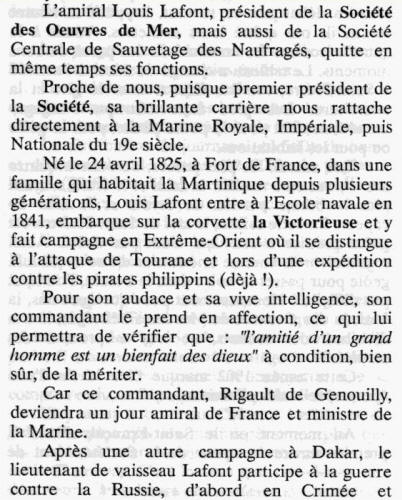 L'amiral Louis Lafont, président de la Société
des Oeuvres de Mer, mais aussi de la Société
Centrale de Sauvetage des Naufragés, quitte en
même temps ses fonctions.
Proche de nous, puisque premier président de
la Société, sa brillante carrière nous rattache
directement à la Marine Royale, Impériale, puis
Nationale du 19e siècle.
Né le 24 avril 1825, à Fort de France, dans une
famille qui habitait la Martinique depuis plusieurs
générations, Louis Lafont entre à l'Ecole navale en
1841, embarque sur la corvette la Victorieuse et y
fait campagne en Extrême-Orient où il se distingue
à l'attaque de Tourane et lors d'une expédition
contre les pirates philippins (dèjà !).
Pour son audace et sa vive intelligence, son
commandant le prend en affection, ce qui lui
permettra de vérifier que : "l'amitié d'un grand
homme est un bienfait des dieux" à condition, bien
sûr, de la mériter.
Car ce commandant, Rigault de Genouilly,
deviendra un jour amiral de France et ministre de
la Marine.
Après une autre campagne à Dakar, le
lieutenant de vaisseau Lafont participe à la guerre
contre la Russie, d'abord en Crimée et